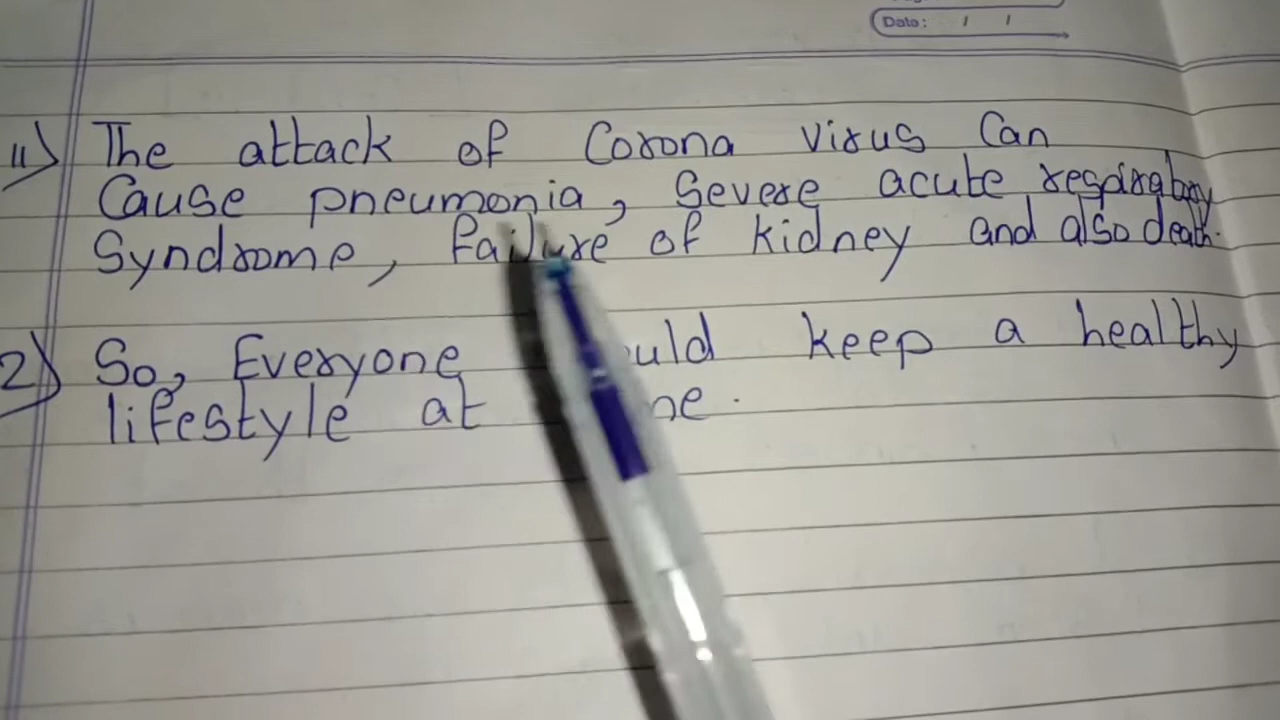 Date: / /
11) The attack of Corona Virus Can
Cause pneumonia, Severe acute respiratory
Syndrome, failure of kidney and also death.
2) So, Everyone keep a healthy
lifestyle at